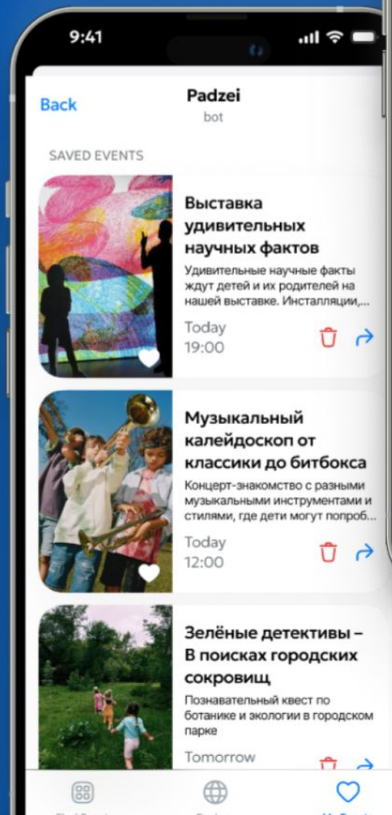 9:41
Back
Padzei
bot
SAVED EVENTS
Выставка
удивительных
научных фактов
Удивительные научные факты
ждут детей и их родителей на
нашей выставке. Инсталляции,...
Today
19:00
Музыкальный
калейдоскоп от
классики до битбокса
Концерт-знакомство с разными
музыкальными инструментами и
стилями, где дети могут попроб...
Today
12:00
Зелёные детективы –
В поисках городских
сокровищ
Познавательный квест по
ботанике и экологии в городском
парке
Tomorrow